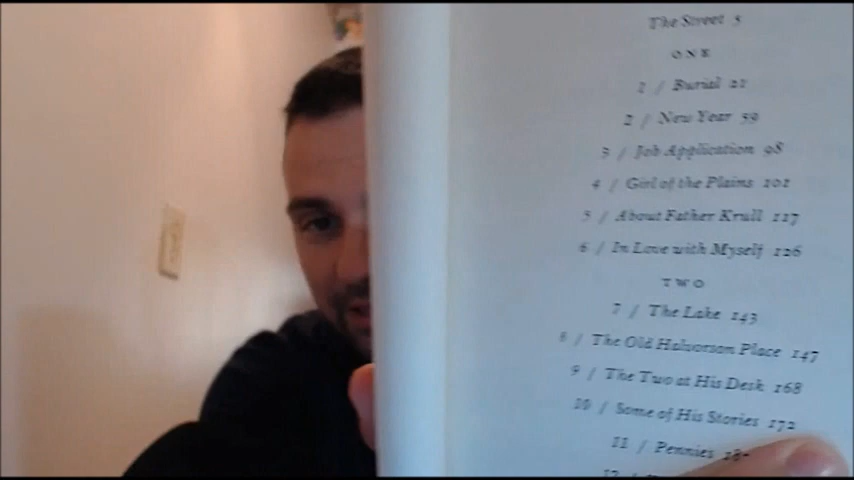 The Street 5
ONE
1 / Burial 21
2 / New Year 59
3 / Job Application 98
4 / Girl of the Plains 101
5 / About Father Krull 117
6 / In Love with Myself 126
TWO
7 / The Lake 143
8 / The Old Halvorson Place 147
9 / The Two at His Desk 168
10 / Some of His Stories 172
11 / Pennies
12 /